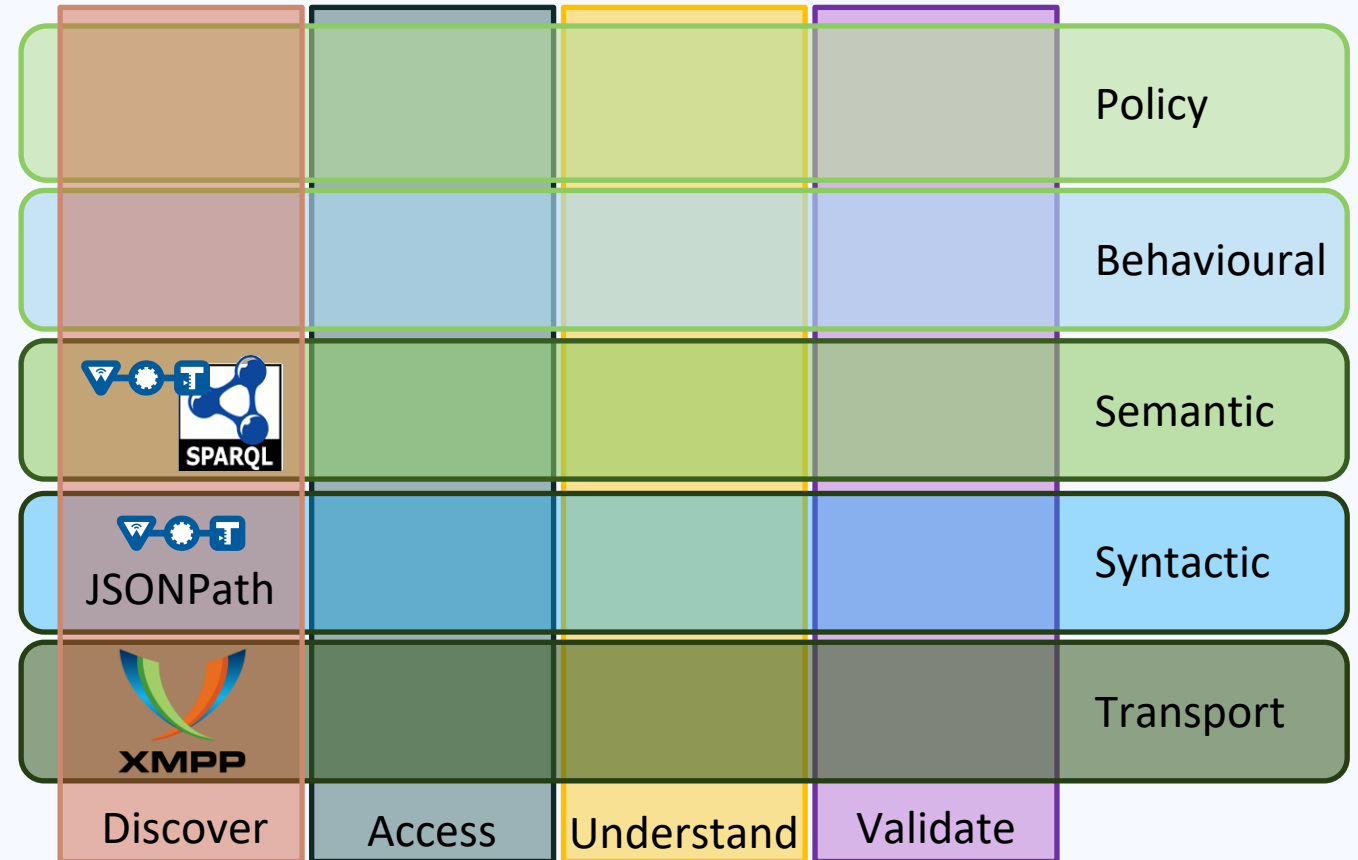 Policy
Behavioural
W O T
SPARQL
Semantic
W O T
JSONPath
Syntactic
XMPP
Transport
Discover
Access
Understand
Validate